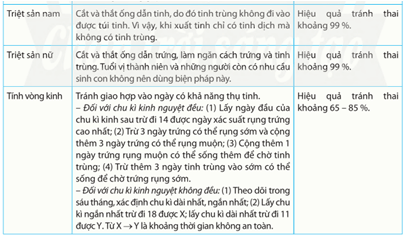 Triệt sản nam
Cắt và thắt ống dẫn tinh, do đó tinh trùng không đi vào
được túi tinh. Vì vậy, khi xuất tinh chỉ có tinh dịch mà
không có tinh trùng.
Hiệu quả tránh thai
khoảng 99 %.
Triệt sản nữ
Cắt và thắt ống dẫn trứng, làm ngăn cách trứng và tinh
trùng. Tuổi vị thành niên và những người còn có nhu cầu
sinh con không nên dùng biện pháp này.
Hiệu quả tránh thai
khoảng 99 %.
Tính vòng kinh
Tránh giao hợp vào ngày có khả năng thụ tinh.
– Đối với chu kì kinh nguyệt đều: (1) Lấy ngày đầu của
chu kì kinh sau trừ đi 14 được ngày xác suất rụng trứng
cao nhất; (2) Trừ 3 ngày trứng có thể rụng sớm và cộng
thêm 3 ngày trứng có thể rụng muộn; (3) Cộng thêm 1
ngày trứng rụng muộn có thể sống thêm để chờ tinh
trùng; (4) Trừ thêm 3 ngày tinh trùng vào sớm có thể
sống để chờ trứng rụng sớm.
– Đối với chu kì kinh nguyệt không đều: (1) Theo dõi trong
sáu tháng, xác định chu kì dài nhất, ngắn nhất; (2) Lấy chu
kì ngắn nhất trừ đi 18 được X; lấy chu kì dài nhất trừ đi 11
được Y. Từ X → Y là khoảng thời gian không an toàn.
Hiệu quả tránh thai
khoảng 65 – 85 %.